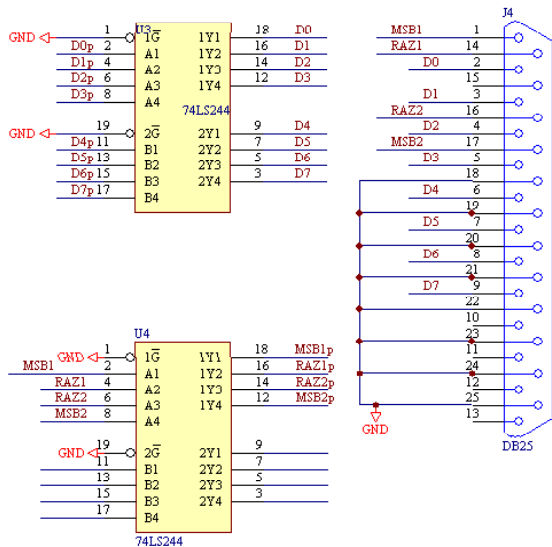 U3
GND 1 1G 1Y1 18 D0
D0p 2 A1 1Y2 16 D1
D1p 4 A2 1Y3 14 D2
D2p 6 A3 1Y4 12 D3
D3p 8 A4
74LS244
GND 19 2G 2Y1 9 D4
D4p 11 B1 2Y2 7 D5
D5p 13 B2 2Y3 5 D6
D6p 15 B3 2Y4 3 D7
D7p 17 B4
U4
GND 1 1G 1Y1 18 MSB1p
MSB1 2 A1 1Y2 16 RAZ1p
RAZ1 4 A2 1Y3 14 RAZ2p
RAZ2 6 A3 1Y4 12 MSB2p
MSB2 8 A4
GND 19 2G 2Y1 9
11 B1 2Y2 7
13 B2 2Y3 5
15 B3 2Y4 3
17 B4
74LS244
J4
MSB1 1
RAZ1 14
D0 2
15
D1 3
RAZ2 16
D2 4
MSB2 17
D3 5
18
D4 6
19
D5 7
20
D6 8
21
D7 9
22
10
23
11
24
12
25
13
GND
DB25